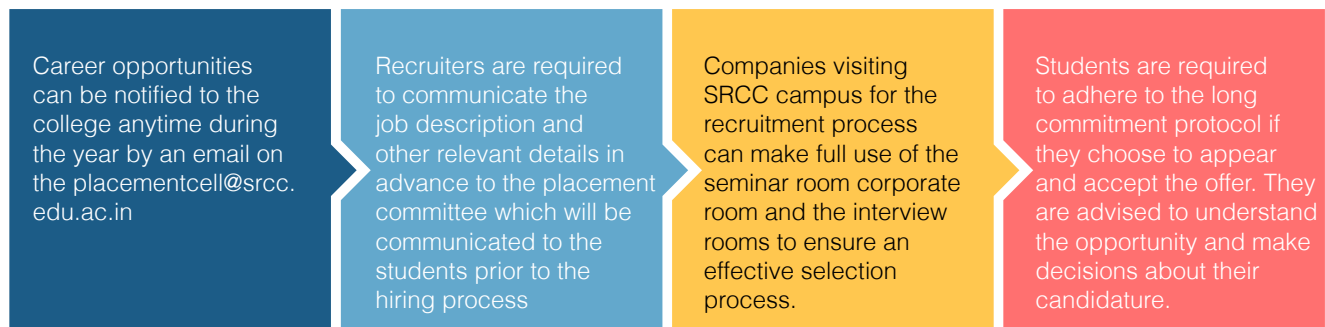 Career opportunities
can be notified to the
college anytime during
the year by an email on
the placementcell@srcc.
edu.ac.in
Recruiters are required
to communicate the
job description and
other relevant details in
advance to the placement
committee which will be
communicated to the
students prior to the
hiring process
Companies visiting
SRCC campus for the
recruitment process
can make full use of the
seminar room corporate
room and the interview
rooms to ensure an
effective selection
process.
Students are required
to adhere to the long
commitment protocol if
they choose to appear
and accept the offer. They
are advised to understand
the opportunity and make
decisions about their
candidature.